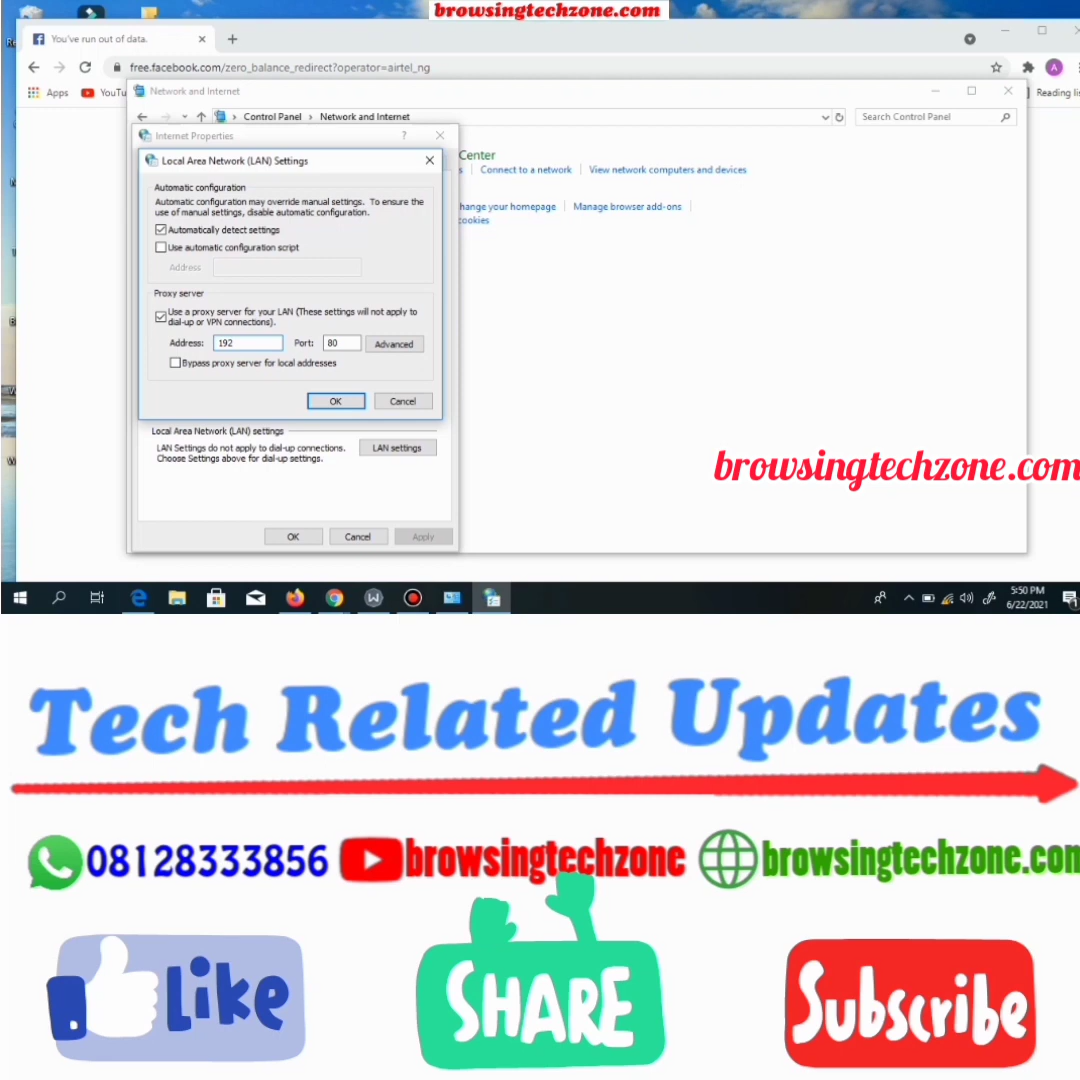 browsingtechzone.com
You've run out of data.
free.facebook.com/zero_balance_redirect?operator=airtel_ng
A
Apps
YouTu
Reading lis
Network and Internet
Control Panel > Network and Internet
Search Control Panel
Internet Properties
?
Local Area Network (LAN) Settings
Center
s
Connect to a network
View network computers and devices
hange your homepage
Manage browser add-ons
cookies
Automatic configuration
Automatic configuration may override manual settings. To ensure the
use of manual settings, disable automatic configuration.
Automatically detect settings
Use automatic configuration script
Address
Proxy server
Use a proxy server for your LAN (These settings will not apply to
dial-up or VPN connections).
Address: 192 Port: 80 Advanced
Bypass proxy server for local addresses
OK Cancel
Local Area Network (LAN) settings
LAN Settings do not apply to dial-up connections.
Choose Settings above for dial-up settings.
LAN settings
browsingtechzone.com
OK Cancel Apply
5:50 PM
6/22/2021
1
Tech Related Updates
08128333856
browsingtechzone
browsingtechzone.com
Like
SHARE
Subscribe